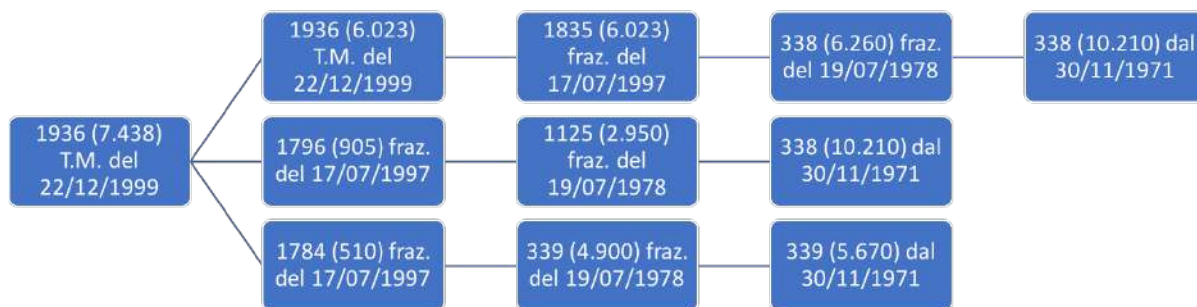 1936 (6.023)
T.M. del
22/12/1999
1835 (6.023)
fraz. del
17/07/1997
338 (6.260) fraz.
del 19/07/1978
338 (10.210) dal
30/11/1971
1936 (7.438)
T.M. del
22/12/1999
1796 (905) fraz.
del 17/07/1997
1125 (2.950)
fraz. del
19/07/1978
338 (10.210) dal
30/11/1971
1784 (510) fraz.
del 17/07/1997
339 (4.900) fraz.
del 19/07/1978
339 (5.670) dal
30/11/1971